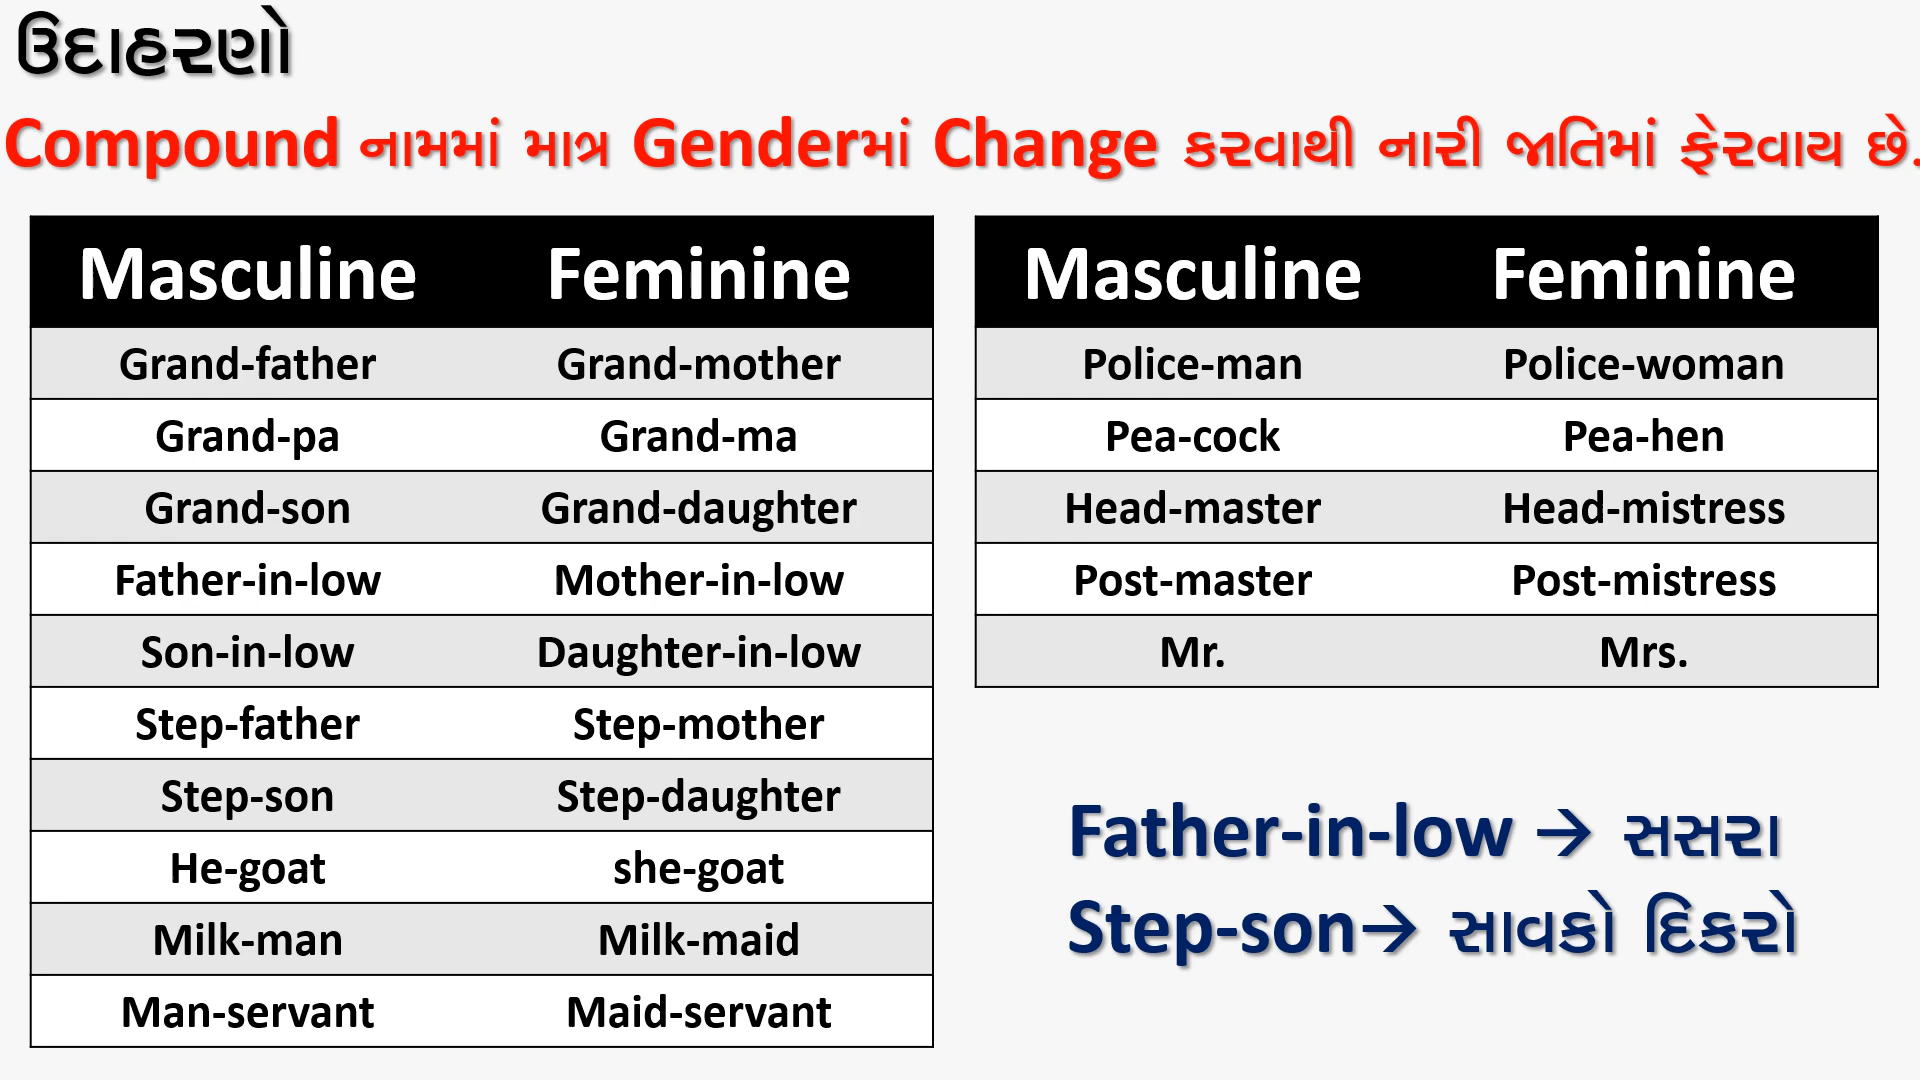 ઉદાહરણો
Compound નામમાં માત્ર Genderમાં Change કરવાથી નારી જાતિમાં ફેરવાય છે.
Masculine Feminine
Grand-father Grand-mother
Grand-pa Grand-ma
Grand-son Grand-daughter
Father-in-low Mother-in-low
Son-in-low Daughter-in-low
Step-father Step-mother
Step-son Step-daughter
He-goat she-goat
Milk-man Milk-maid
Man-servant Maid-servant
Masculine Feminine
Police-man Police-woman
Pea-cock Pea-hen
Head-master Head-mistress
Post-master Post-mistress
Mr. Mrs.
Father-in-low → સસરા
Step-son→ સાવકો દિકરો